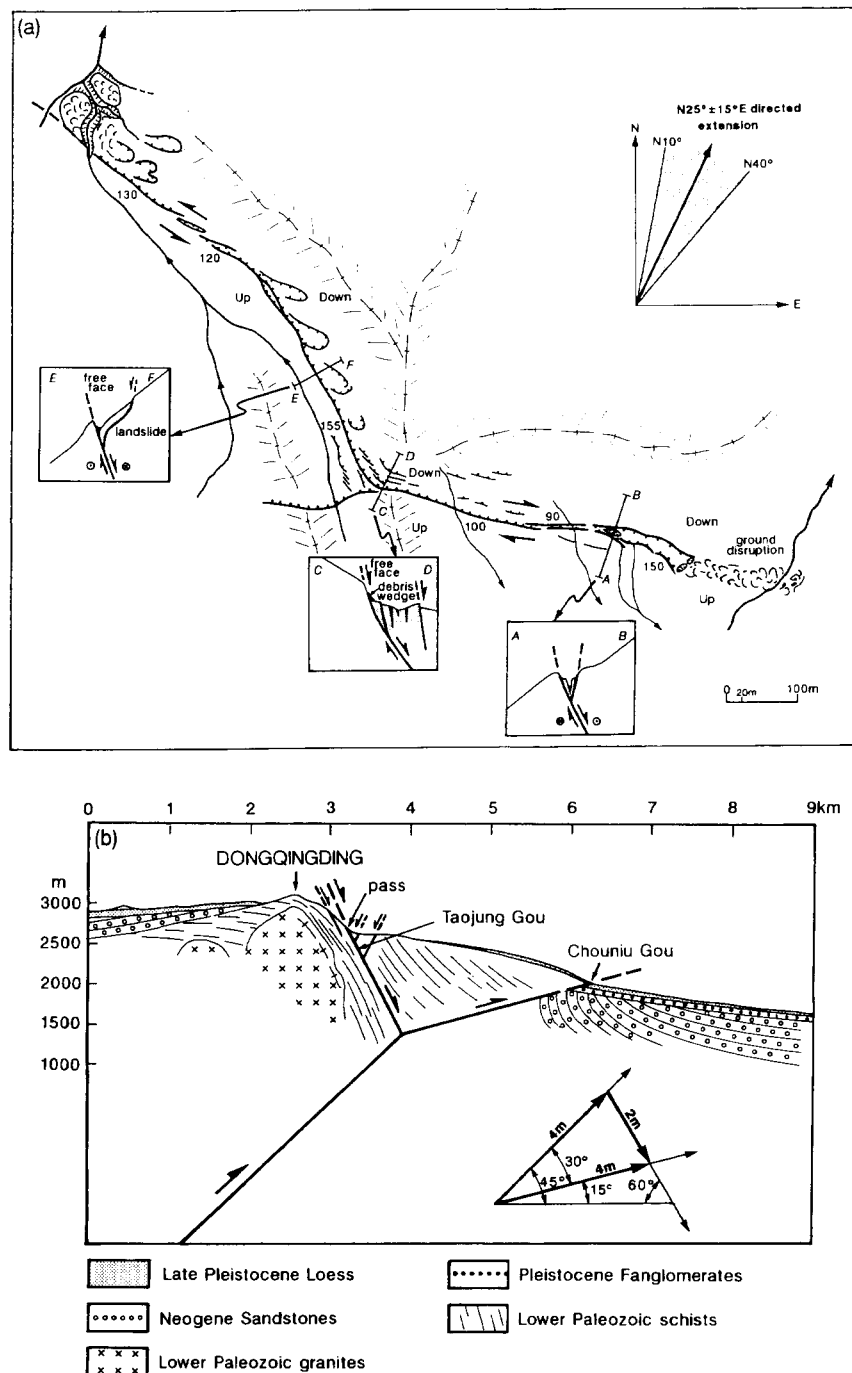 (a)
N25° ± 15°E directed
extension
N
N10°
N40°
E
130
120
Up
Down
E
F
free
face
landslide
F
E
155
D
Down
C
Up
100
90
B
Down
ground
disruption
150
Up
A
C
free
face
D
debris
wedget
A
B
0 20m 100m
0 1 2 3 4 5 6 7 8 9km
(b)
DONGQINGDING
m
pass
3000
Taojung Gou
2500
Chouniu Gou
2000
1500
1000
4m
2m
30°
4m
45°
15°
60°
Late Pleistocene Loess
Pleistocene Fanglomerates
Neogene Sandstones
Lower Paleozoic schists
Lower Paleozoic granites